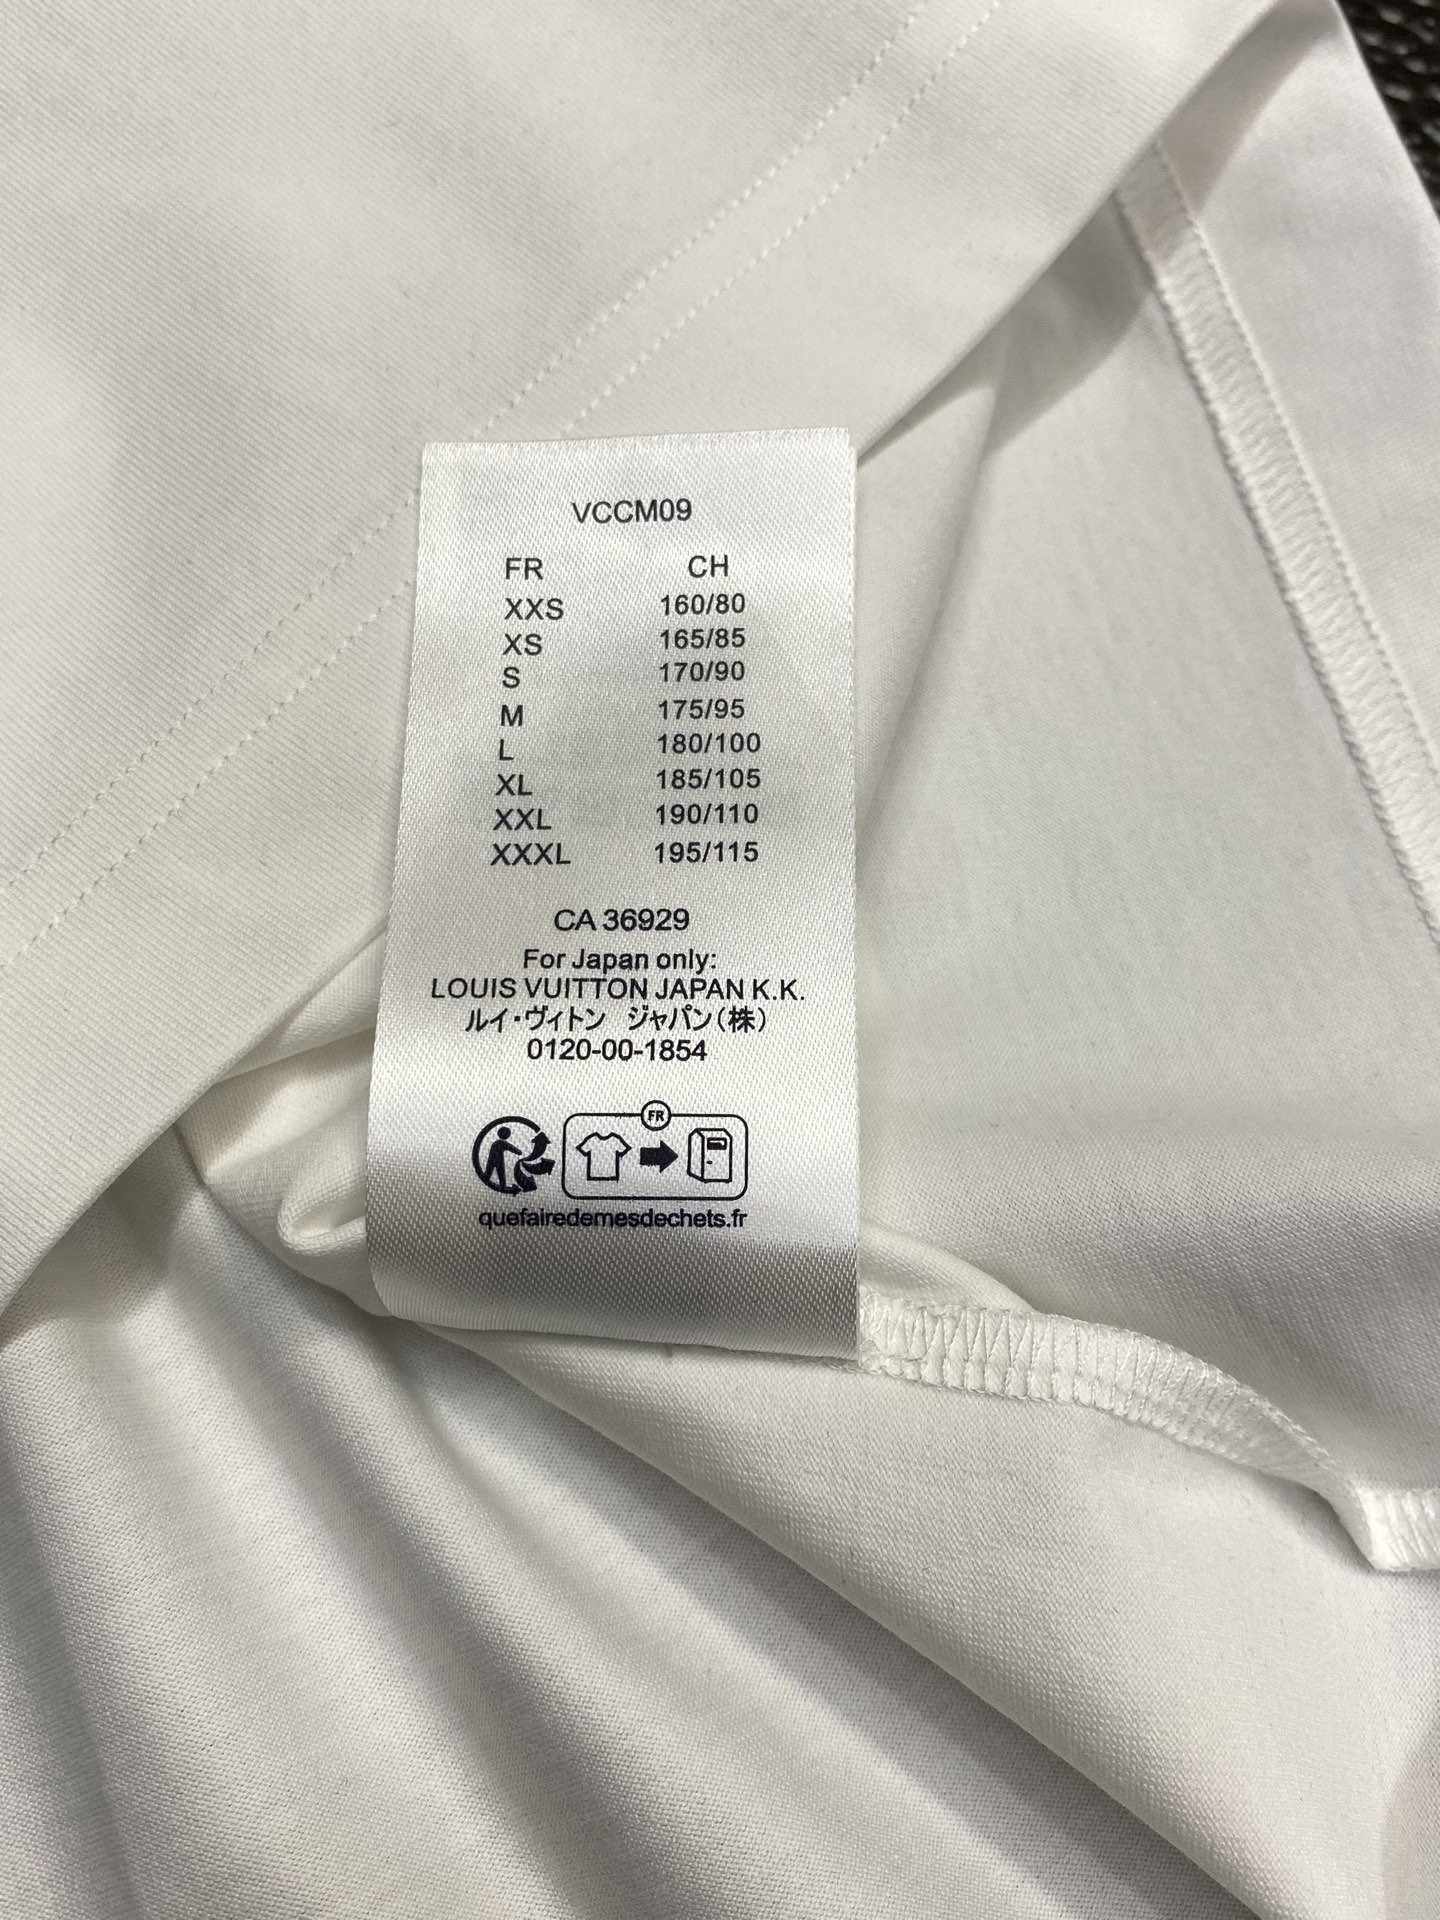 VCCM09
FR CH
XXS 160/80
XS 165/85
S 170/90
M 175/95
L 180/100
XL 185/105
XXL 190/110
XXXL 195/115
CA 36929
For Japan only:
LOUIS VUITTON JAPAN K.K.
ルイ・ヴィトン ジャパン(株)
0120-00-1854
FR
quefairedemesdechets.fr